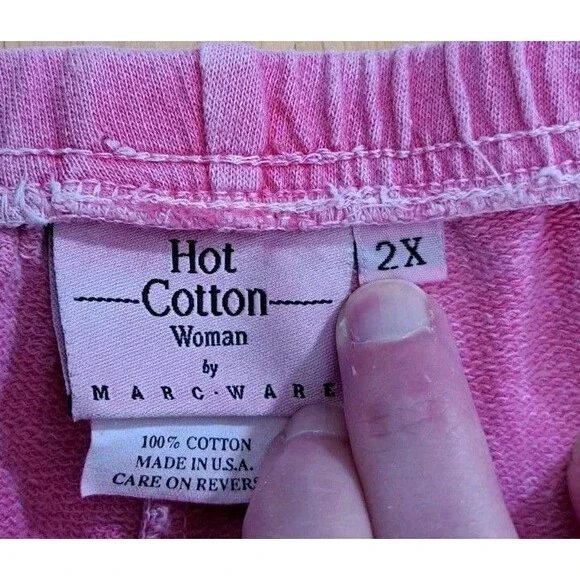 Hot
Cotton
Woman
by
MARC·WARE
2X
100% COTTON
MADE IN U.S.A.
CARE ON REVERS